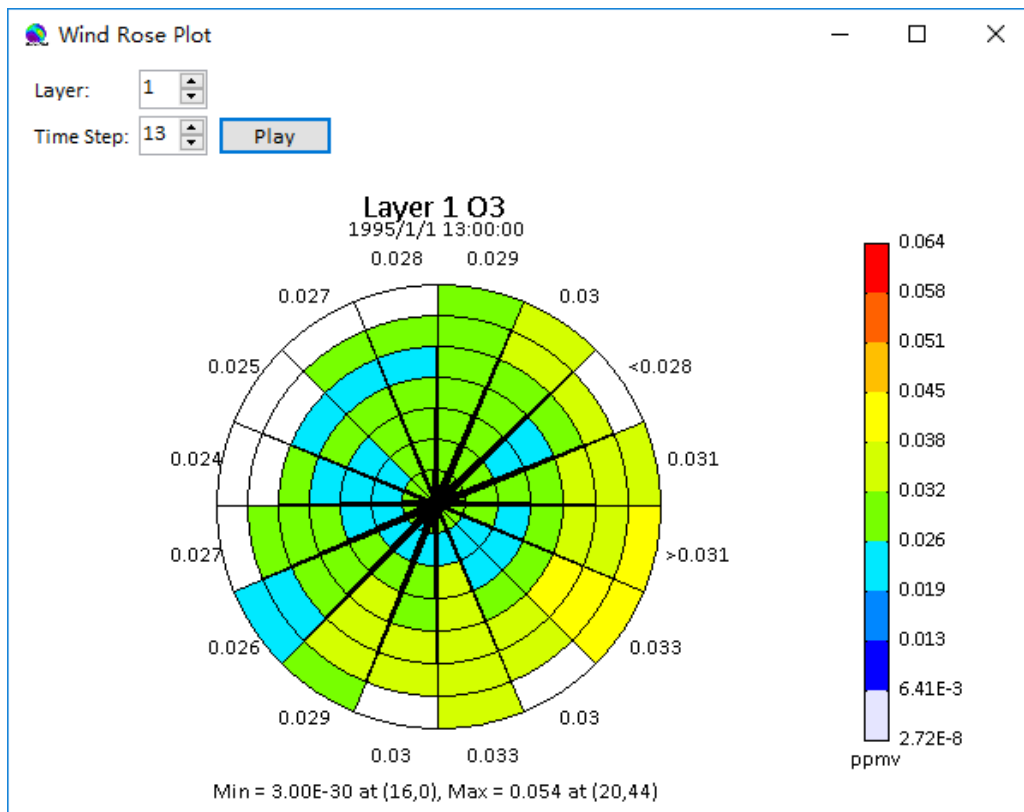 Wind Rose Plot
Layer: 1
Time Step: 13 Play
Layer 1 O3
1995/1/1 13:00:00
0.028 0.029
0.027 0.03
0.025 <0.028
0.024 0.031
0.027 >0.031
0.026 0.033
0.029 0.03
0.03 0.033
0.064
0.058
0.051
0.045
0.038
0.032
0.026
0.019
0.013
6.41E-3
2.72E-8
ppmv
Min = 3.00E-30 at (16,0), Max = 0.054 at (20,44)